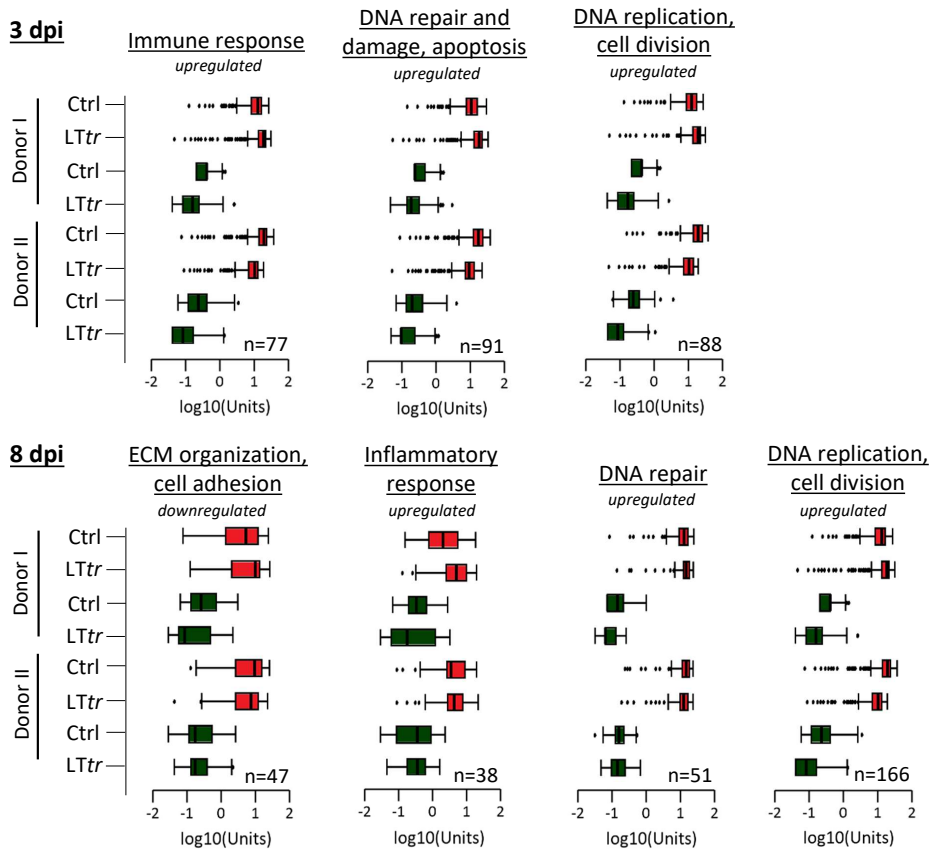 3 dpi
Immune response
upregulated
DNA repair and
damage, apoptosis
upregulated
DNA replication,
cell division
upregulated
Donor I
Ctrl
LTtr
Ctrl
LTtr
Donor II
Ctrl
LTtr
Ctrl
LTtr
n=77
n=91
n=88
-2 -1 0 1 2
-2 -1 0 1 2
-2 -1 0 1 2
log10(Units)
log10(Units)
log10(Units)
8 dpi
ECM organization,
cell adhesion
downregulated
Inflammatory
response
upregulated
DNA repair
upregulated
DNA replication,
cell division
upregulated
Donor I
Ctrl
LTtr
Ctrl
LTtr
Donor II
Ctrl
LTtr
Ctrl
LTtr
n=47
n=38
n=51
n=166
-2 -1 0 1 2
-2 -1 0 1 2
-2 -1 0 1 2
-2 -1 0 1 2
log10(Units)
log10(Units)
log10(Units)
log10(Units)